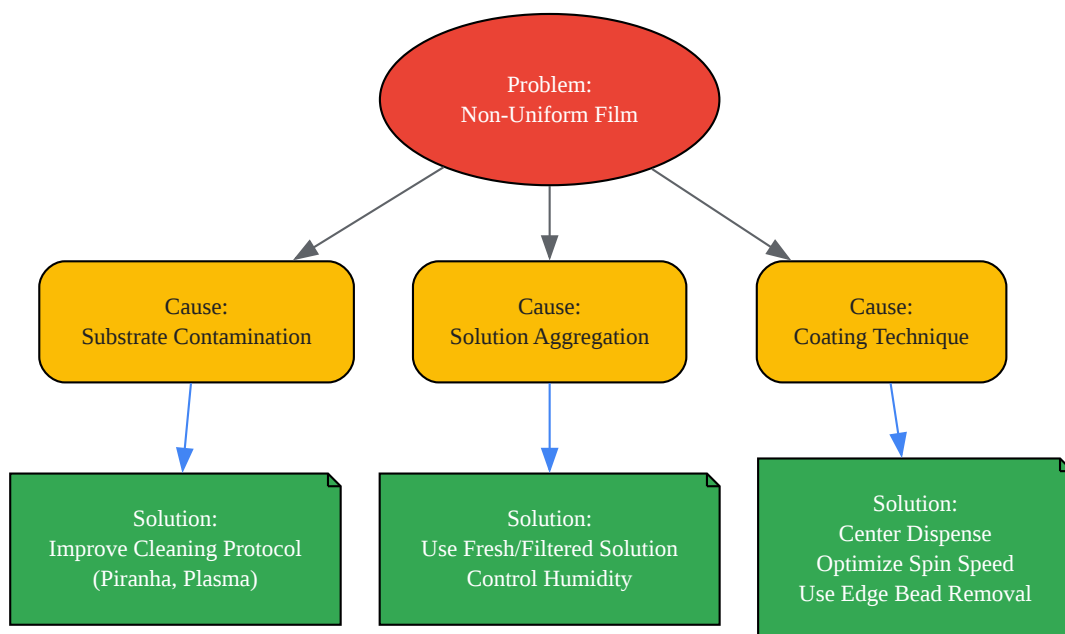 Problem:
Non-Uniform Film
Cause:
Substrate Contamination
Cause:
Solution Aggregation
Cause:
Coating Technique
Solution:
Improve Cleaning Protocol
(Piranha, Plasma)
Solution:
Use Fresh/Filtered Solution
Control Humidity
Solution:
Center Dispense
Optimize Spin Speed
Use Edge Bead Removal